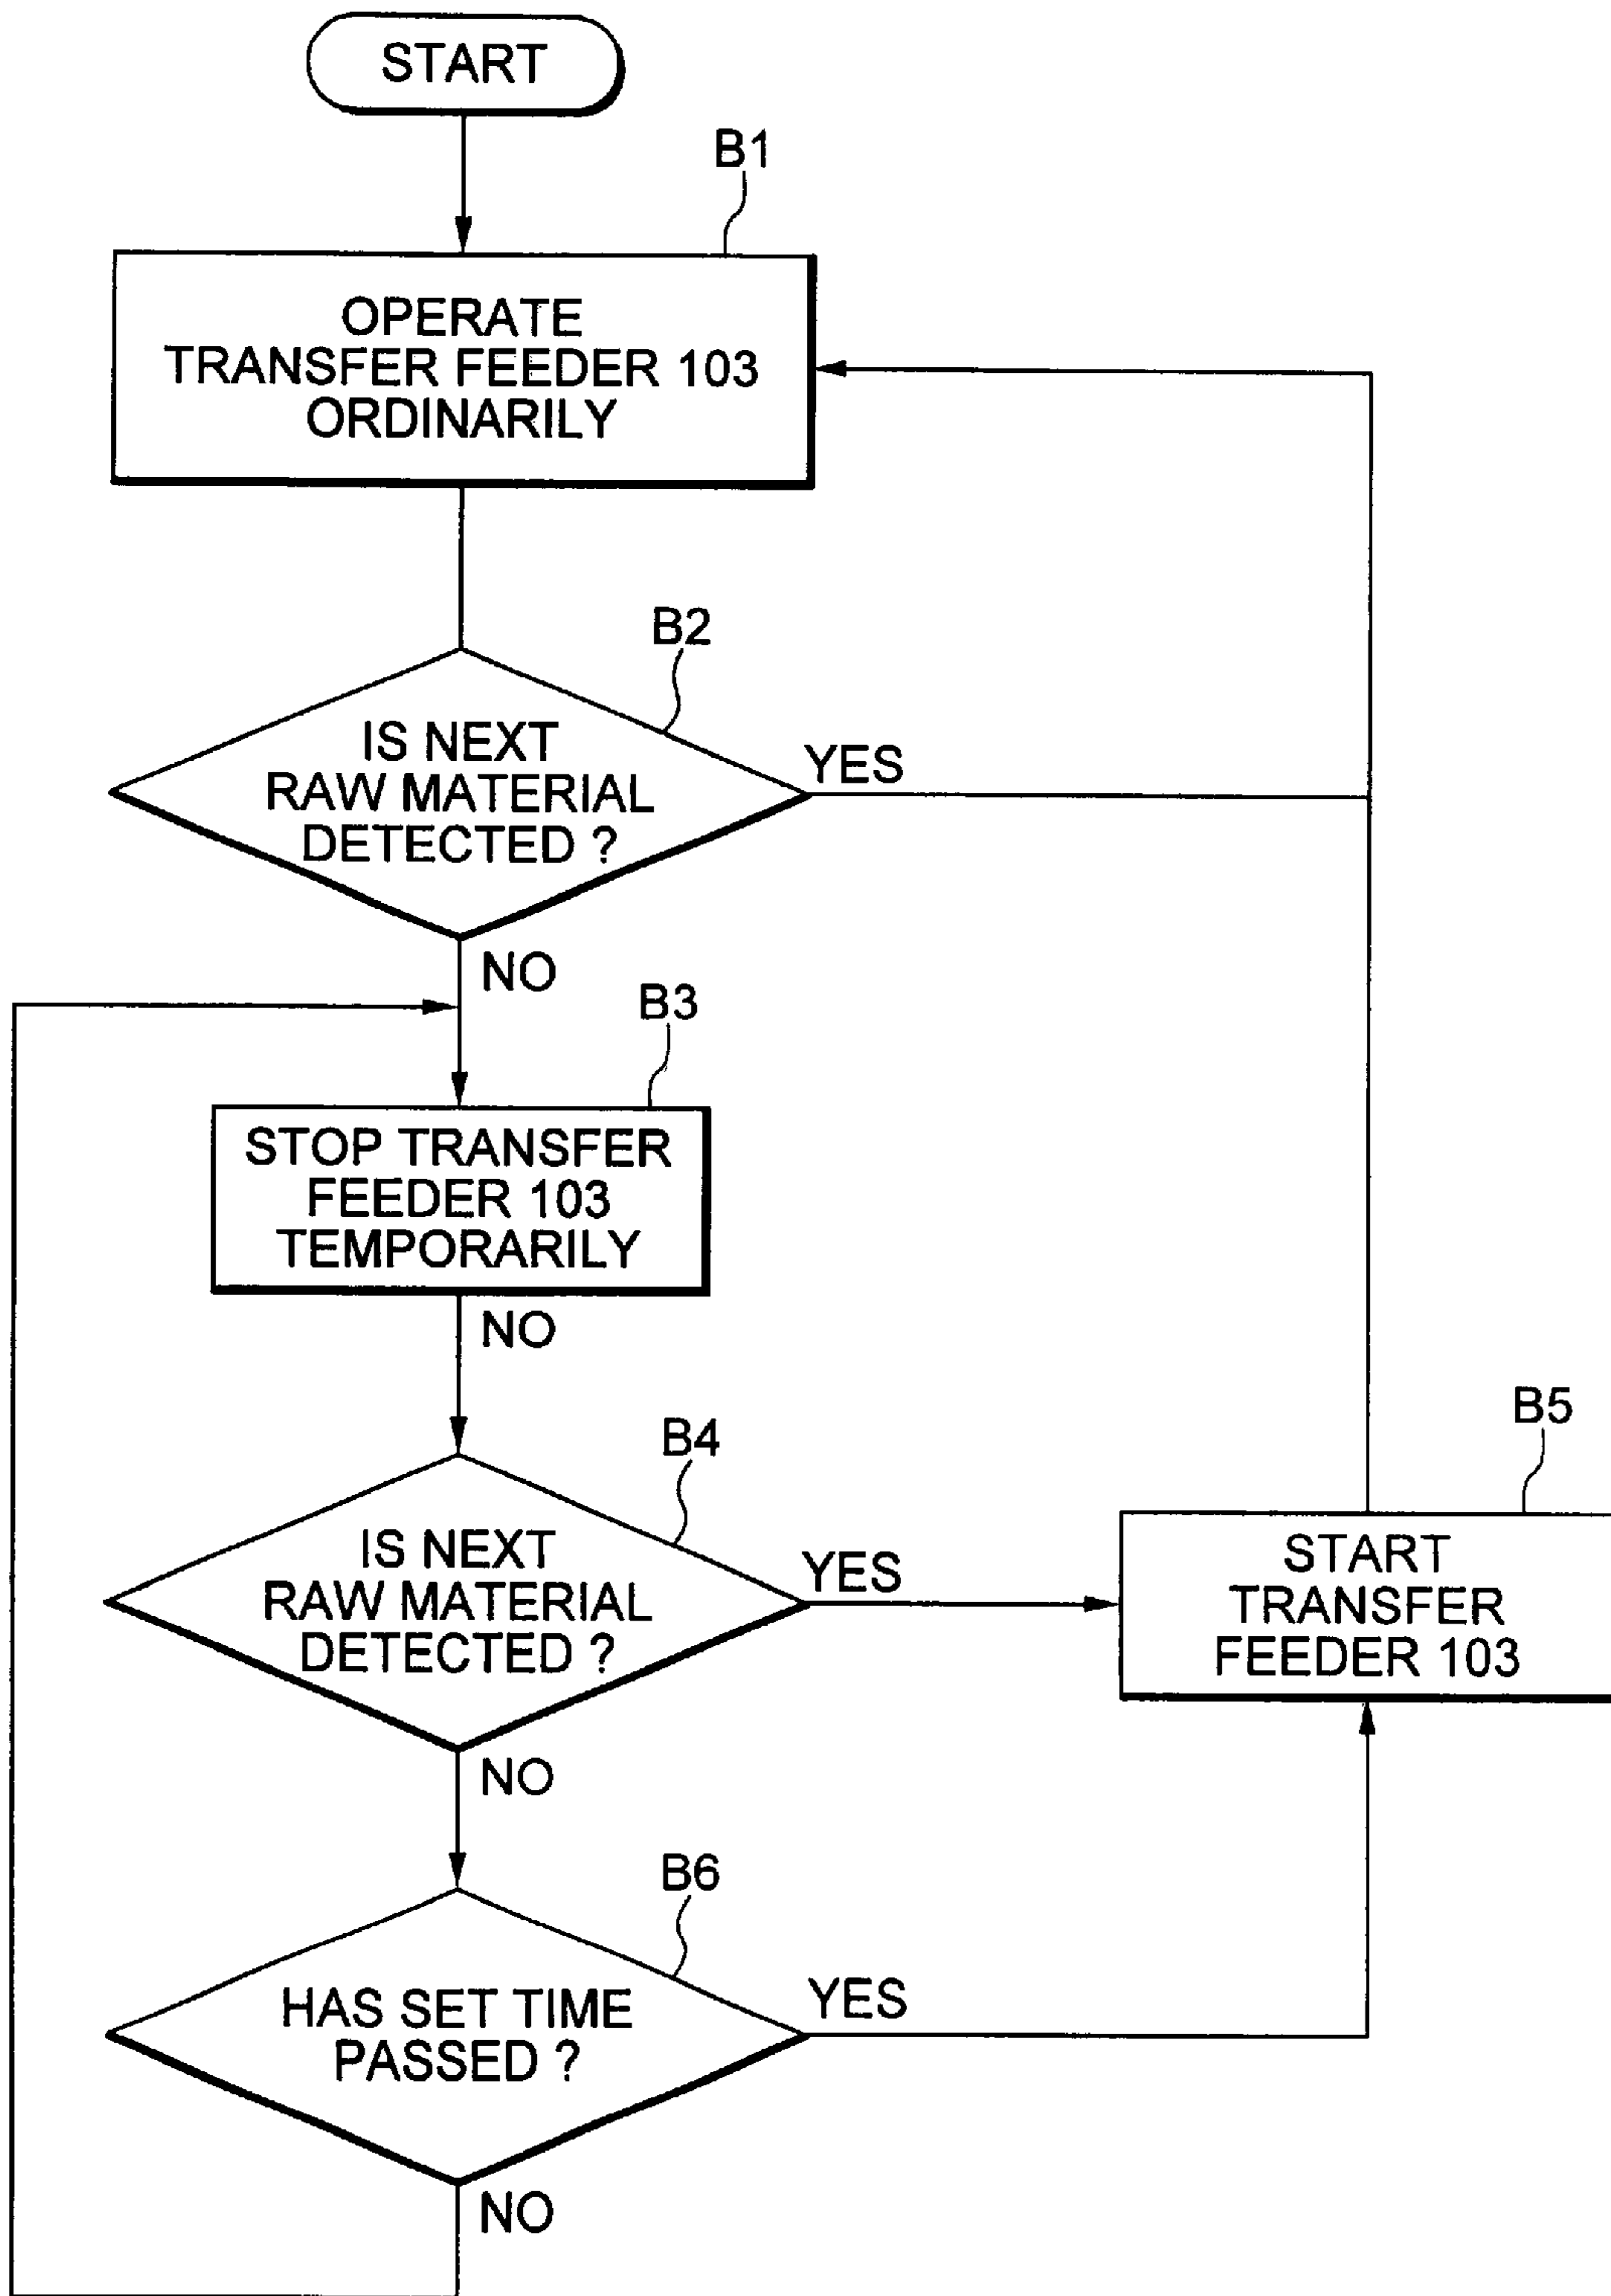 START
B1
OPERATE
TRANSFER FEEDER 103
ORDINARILY
B2
IS NEXT
RAW MATERIAL
DETECTED ?
YES
NO
B3
STOP TRANSFER
FEEDER 103
TEMPORARILY
NO
B4
IS NEXT
RAW MATERIAL
DETECTED ?
YES
B5
START
TRANSFER
FEEDER 103
NO
B6
HAS SET TIME
PASSED ?
YES
NO